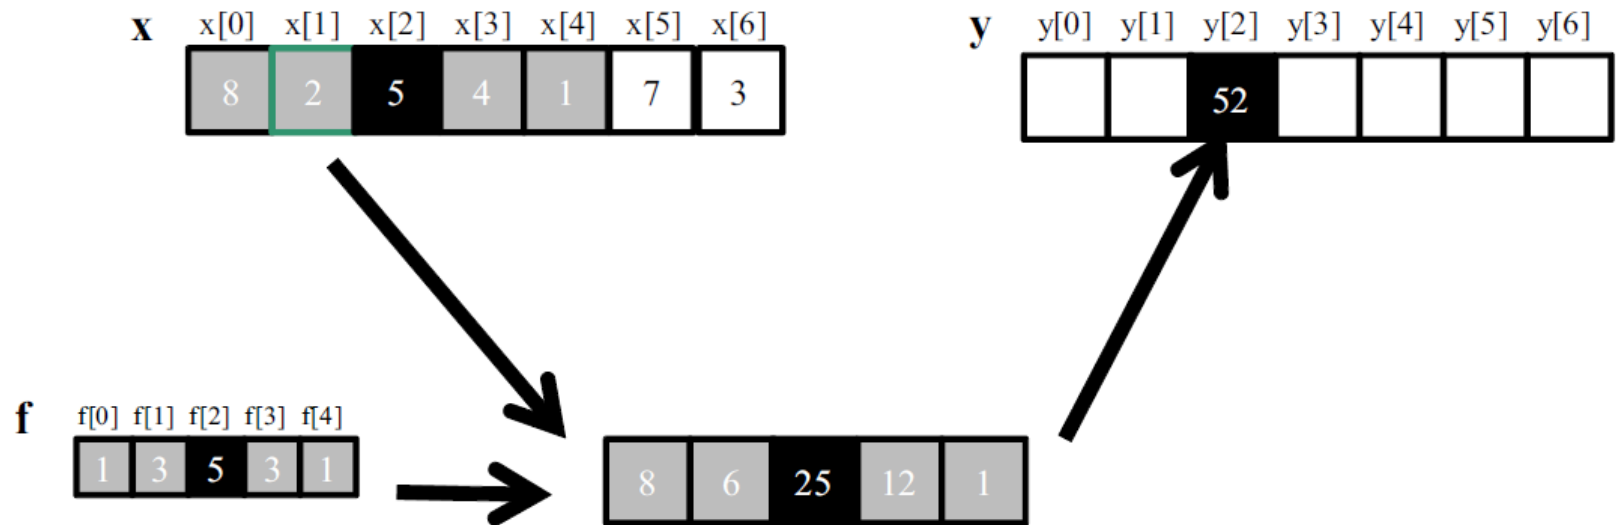 x x[0] x[1] x[2] x[3] x[4] x[5] x[6]
8 2 5 4 1 7 3
y y[0] y[1] y[2] y[3] y[4] y[5] y[6]
52
f f[0] f[1] f[2] f[3] f[4]
1 3 5 3 1
8 6 25 12 1